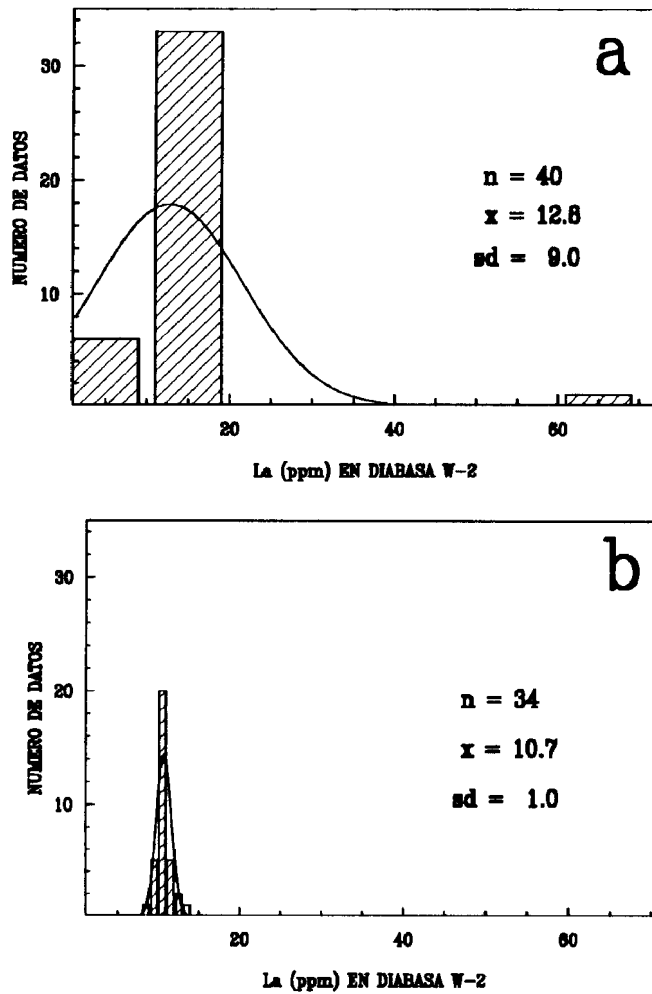 a
30
20
10
NUMERO DE DATOS
n = 40
x = 12.8
sd = 9.0
20 40 60
La (ppm) EN DIABASA W-2
b
30
20
10
NUMERO DE DATOS
n = 34
x = 10.7
sd = 1.0
20 40 60
La (ppm) EN DIABASA W-2